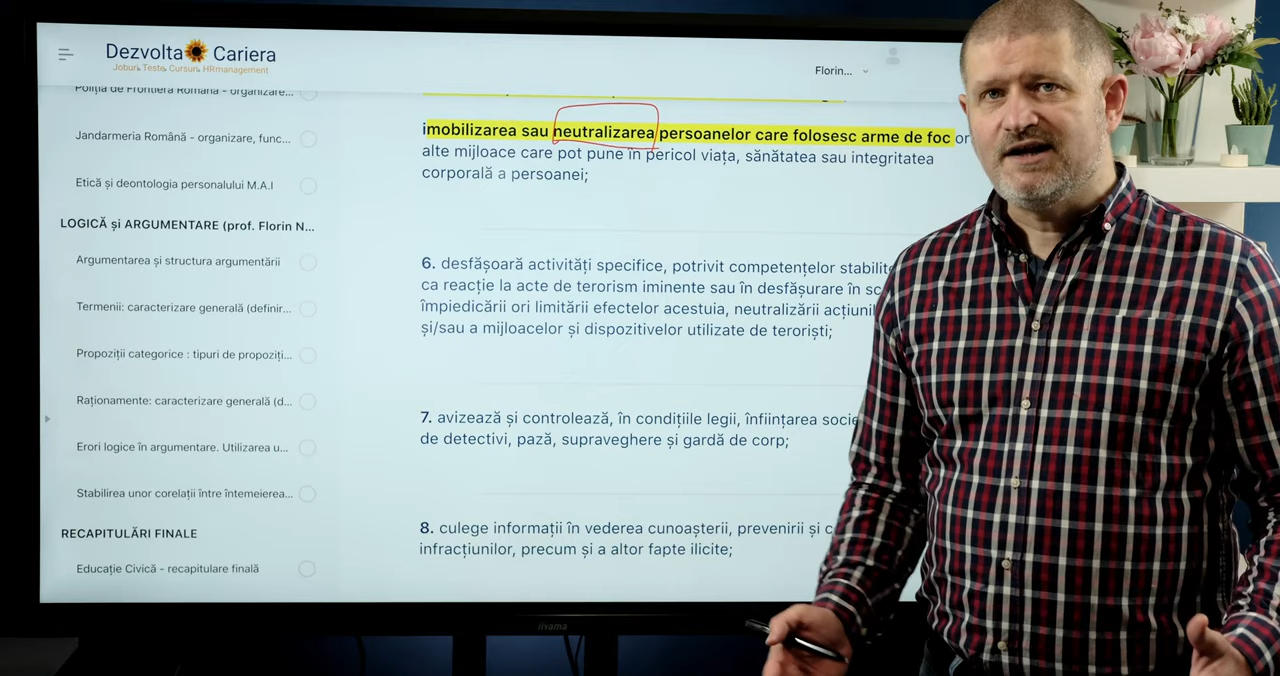 Dezvolta Cariera
Joburi, Teste, Cursuri, HRmanagement
Florin...
Poliția de Frontieră Română - organizare...
Jandarmeria Română - organizare, func...
Etică și deontologia personalului M.A.I
LOGICĂ și ARGUMENTARE (prof. Florin N...
Argumentarea și structura argumentării
Termenii: caracterizare generală (definir...
Propoziții categorice : tipuri de propoziți...
Raționamente: caracterizare generală (d...
Erori logice în argumentare. Utilizarea u...
Stabilirea unor corelații între întemeierea...
RECAPITULĂRI FINALE
Educație Civică - recapitulare finală
imobilizarea sau neutralizarea persoanelor care folosesc arme de foc or
alte mijloace care pot pune în pericol viața, sănătatea sau integritatea
corporală a persoanei;
6. desfășoară activități specifice, potrivit competențelor stabilite
ca reacție la acte de terorism iminente sau în desfășurare în sc
împiedicării ori limitării efectelor acestuia, neutralizării acțiunil
și/sau a mijloacelor și dispozitivelor utilizate de teroriști;
7. avizează și controlează, în condițiile legii, înființarea socie
de detectivi, pază, supraveghere și gardă de corp;
8. culege informații în vederea cunoașterii, prevenirii și c
infracțiunilor, precum și a altor fapte ilicite;
iiyama